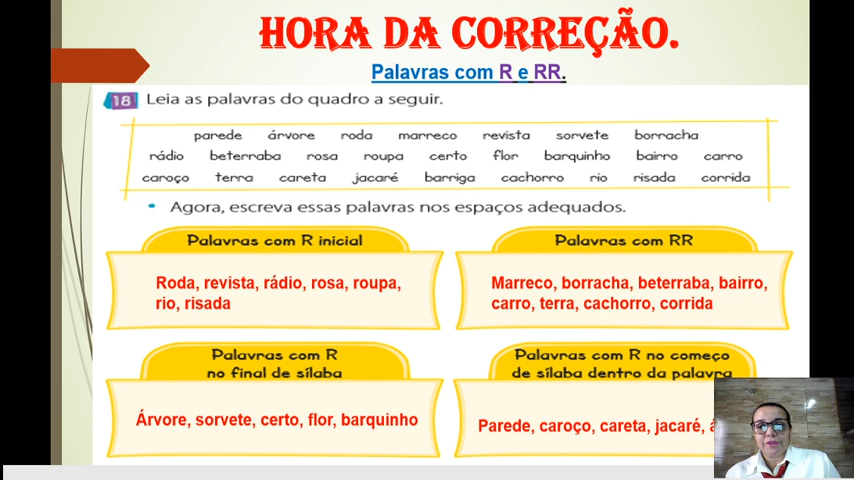 HORA DA CORREÇÃO.
Palavras com R e RR.
18 Leia as palavras do quadro a seguir.
parede árvore roda marreco revista sorvete borracha
rádio beterraba rosa roupa certo flor barquinho bairro carro
caroço terra careta jacaré barriga cachorro rio risada corrida
• Agora, escreva essas palavras nos espaços adequados.
Palavras com R inicial
Roda, revista, rádio, rosa, roupa,
rio, risada
Palavras com RR
Marreco, borracha, beterraba, bairro,
carro, terra, cachorro, corrida
Palavras com R
no final de sílaba
Árvore, sorvete, certo, flor, barquinho
Palavras com R no começo
de sílaba dentro da palavra
Parede, caroço, careta, jacaré,